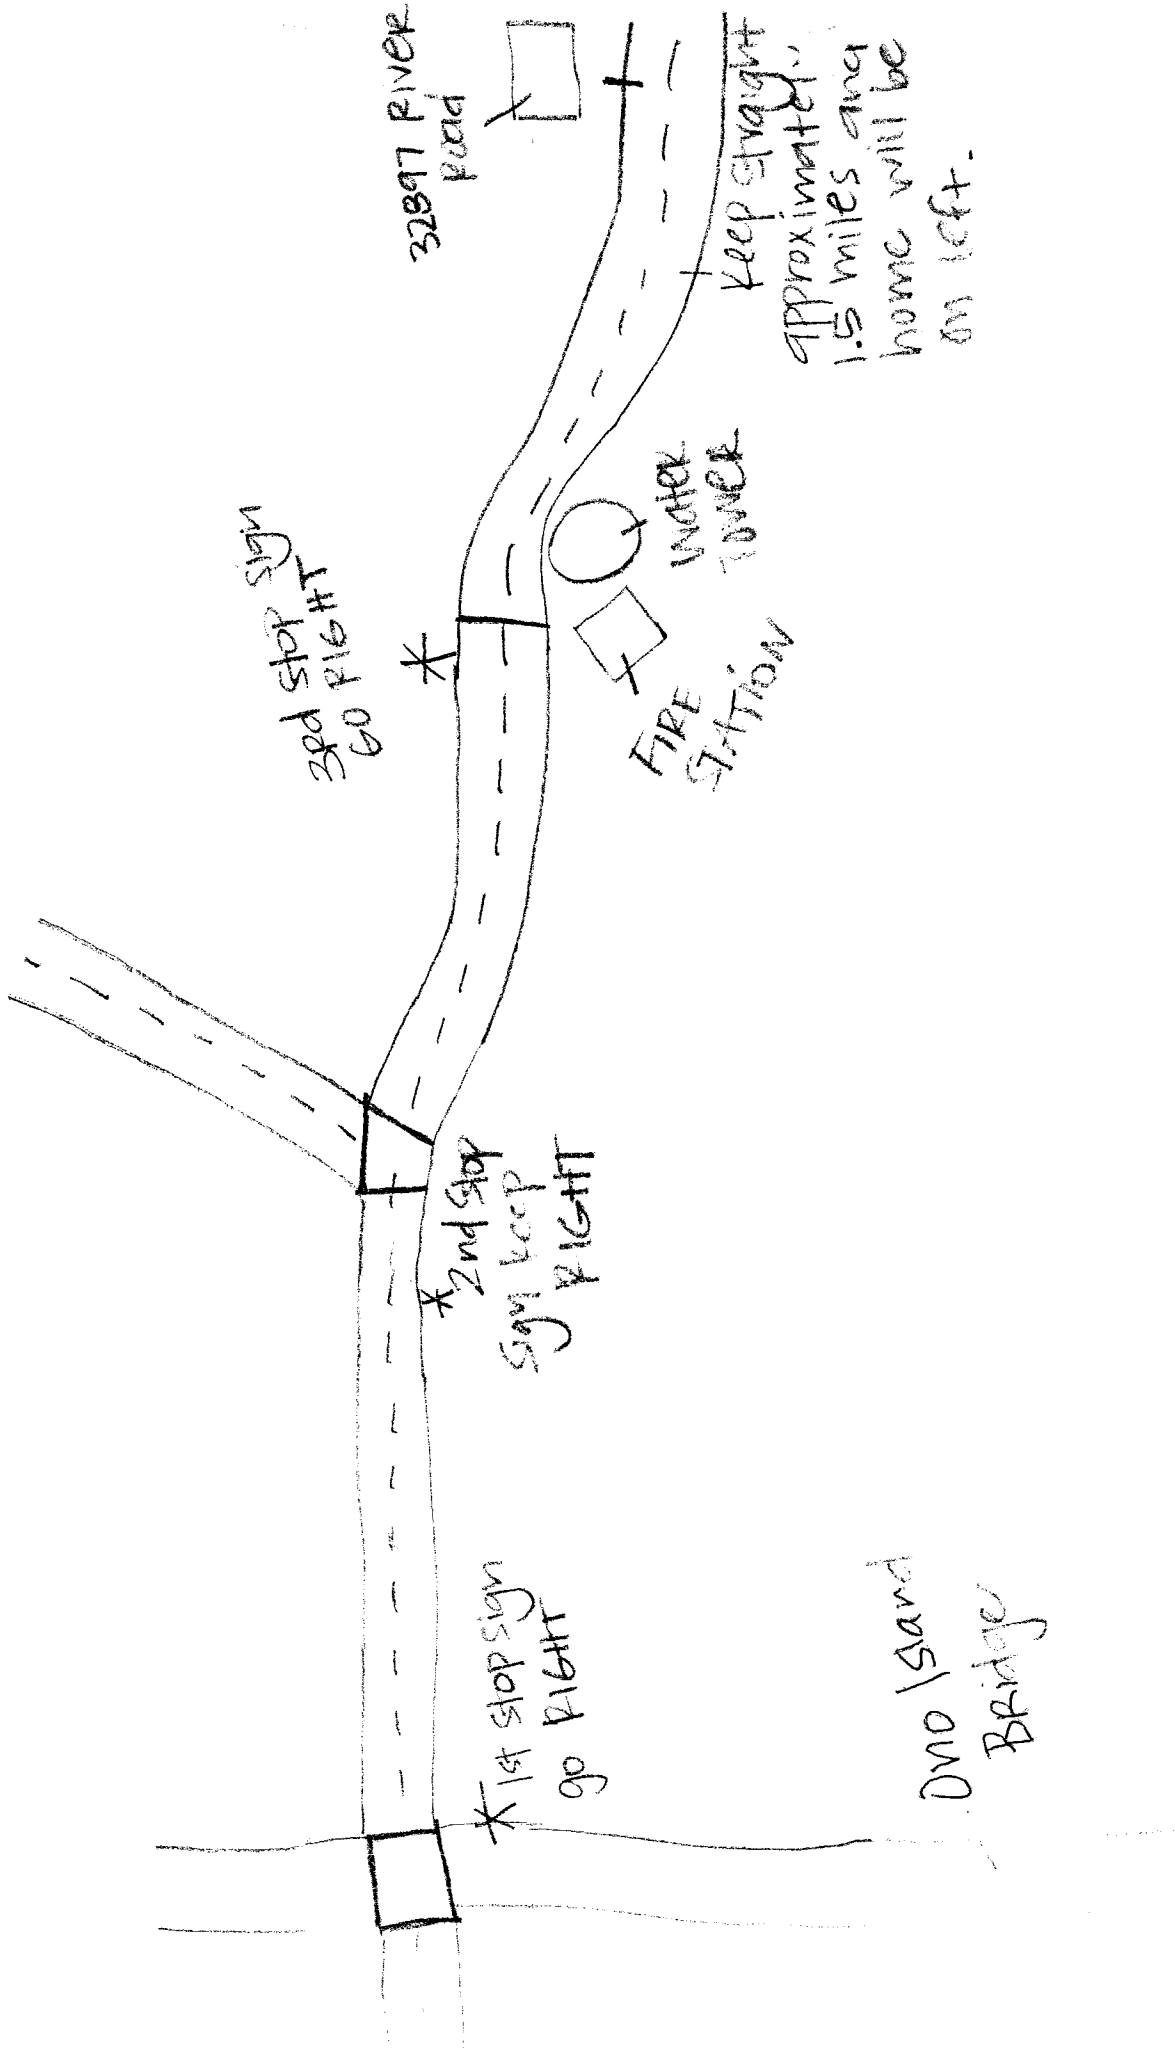 3rd Stop sign
GO RIGHT
32897 RIVER
ROAD
2nd Stop
sign keep
RIGHT
1st stop sign
go RIGHT
FIRE
STATION
WATER
TOWER
Keep straight
approximately
1.5 miles and
home will be
on left.
Ono Island
BRidge